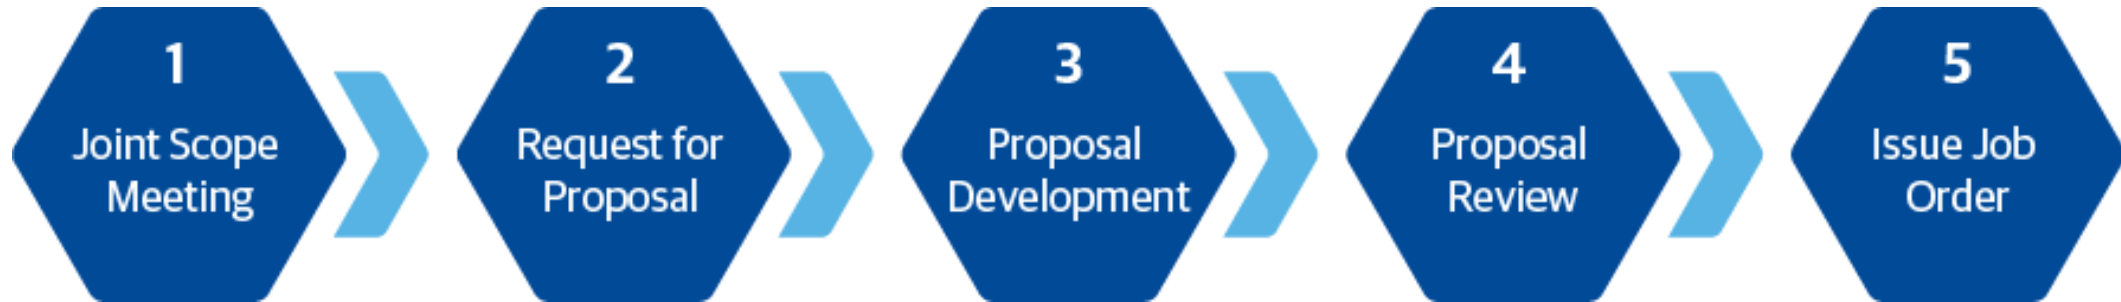 1
Joint Scope
Meeting
2
Request for
Proposal
3
Proposal
Development
4
Proposal
Review
5
Issue Job
Order